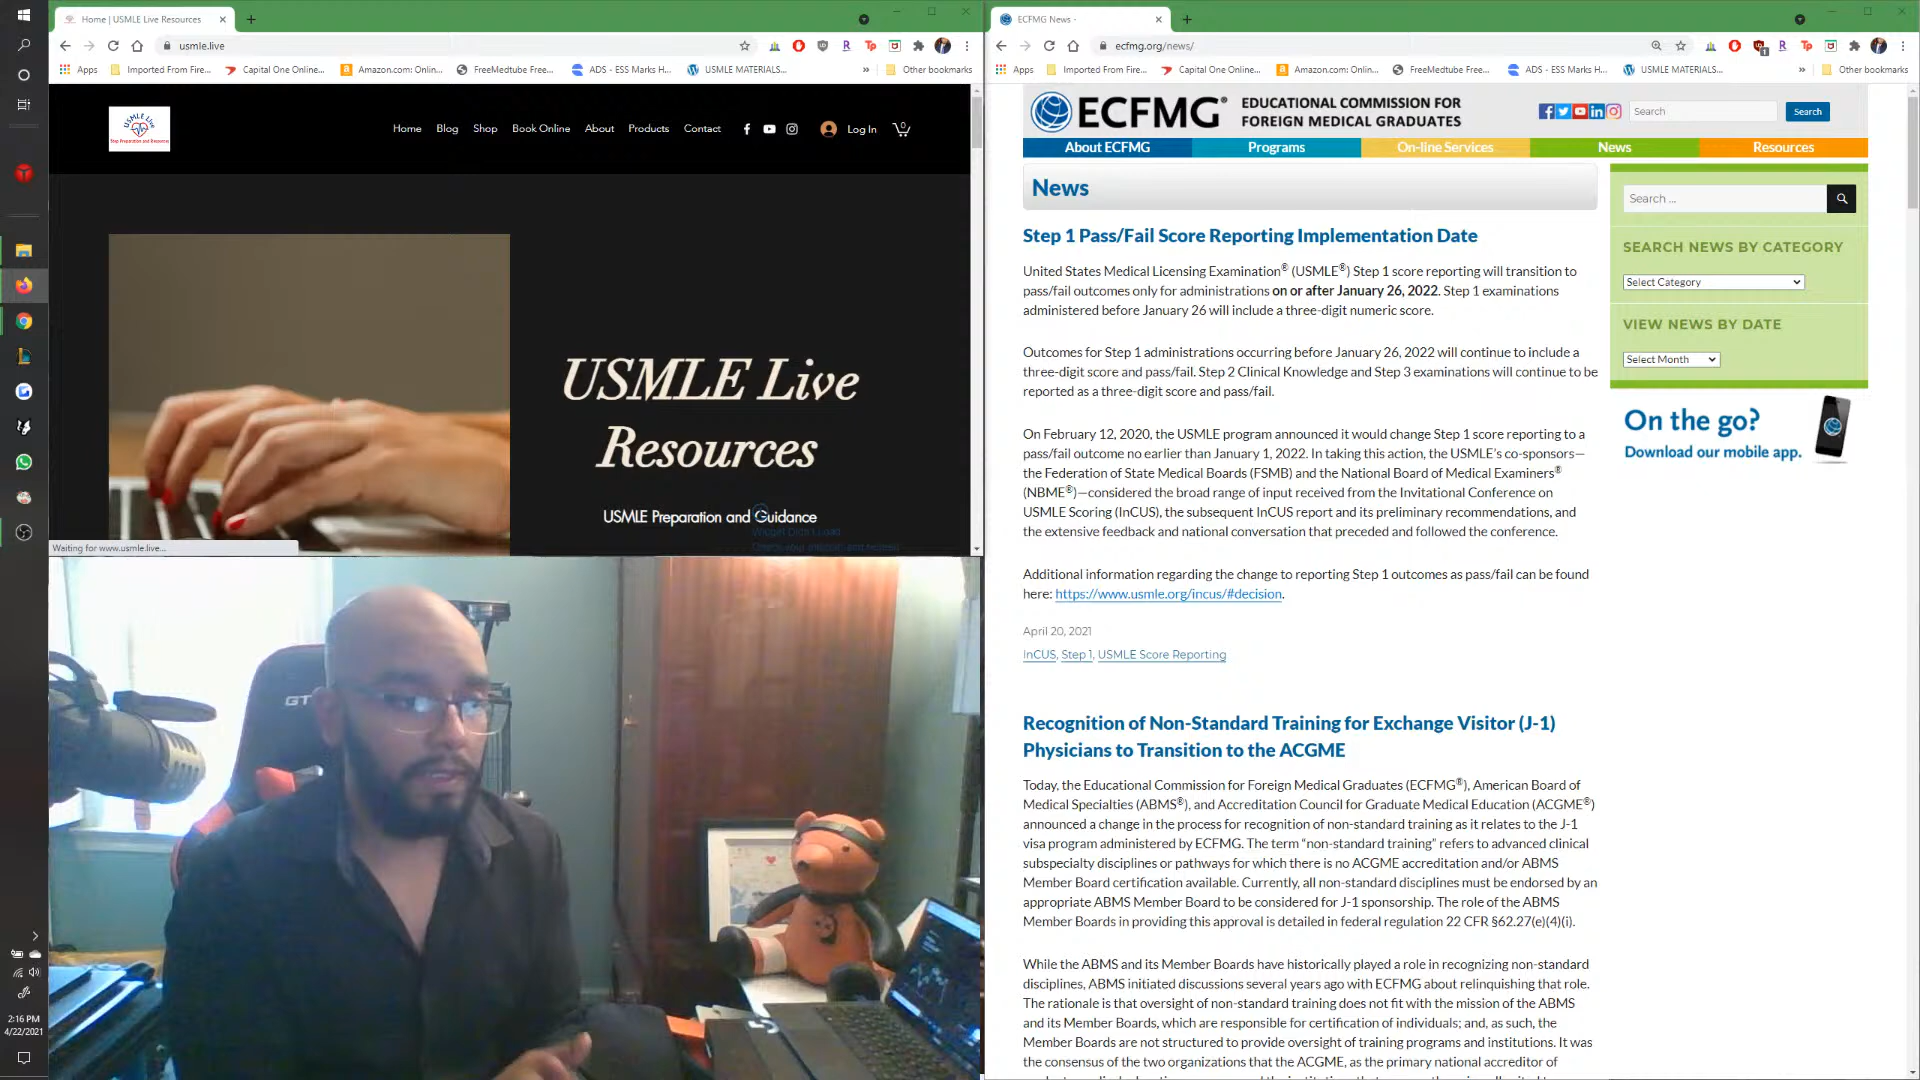 Home | USMLE Live Resources
usmle.live
Apps
Imported From Fire...
Capital One Online...
Amazon.com: Onlin...
FreeMedtube Free...
ADS - ESS Marks H...
USMLE MATERIALS...
Other bookmarks
USMLE Live
Home
Blog
Shop
Book Online
About
Products
Contact
Log In
0
USMLE Live
Resources
USMLE Preparation and Guidance
Widget Didn't Load
Waiting for www.usmle.live...
GT
2:16 PM
4/22/2021
ECFMG News -
ecfmg.org/news/
Apps
Imported From Fire...
Capital One Online...
Amazon.com: Onlin...
FreeMedtube Free...
ADS - ESS Marks H...
USMLE MATERIALS...
Other bookmarks
ECFMG®
EDUCATIONAL COMMISSION FOR
FOREIGN MEDICAL GRADUATES
Search
Search
About ECFMG
Programs
On-line Services
News
Resources
News
Step 1 Pass/Fail Score Reporting Implementation Date
United States Medical Licensing Examination® (USMLE®) Step 1 score reporting will transition to
pass/fail outcomes only for administrations on or after January 26, 2022. Step 1 examinations
administered before January 26 will include a three-digit numeric score.
Outcomes for Step 1 administrations occurring before January 26, 2022 will continue to include a
three-digit score and pass/fail. Step 2 Clinical Knowledge and Step 3 examinations will continue to be
reported as a three-digit score and pass/fail.
On February 12, 2020, the USMLE program announced it would change Step 1 score reporting to a
pass/fail outcome no earlier than January 1, 2022. In taking this action, the USMLE's co-sponsors—
the Federation of State Medical Boards (FSMB) and the National Board of Medical Examiners®
(NBME®)—considered the broad range of input received from the Invitational Conference on
USMLE Scoring (InCUS), the subsequent InCUS report and its preliminary recommendations, and
the extensive feedback and national conversation that preceded and followed the conference.
Additional information regarding the change to reporting Step 1 outcomes as pass/fail can be found
here: https://www.usmle.org/incus/#decision.
April 20, 2021
InCUS, Step 1, USMLE Score Reporting
Recognition of Non-Standard Training for Exchange Visitor (J-1)
Physicians to Transition to the ACGME
Today, the Educational Commission for Foreign Medical Graduates (ECFMG®), American Board of
Medical Specialties (ABMS®), and Accreditation Council for Graduate Medical Education (ACGME®)
announced a change in the process for recognition of non-standard training as it relates to the J-1
visa program administered by ECFMG. The term “non-standard training” refers to advanced clinical
subspecialty disciplines or pathways for which there is no ACGME accreditation and/or ABMS
Member Board certification available. Currently, all non-standard disciplines must be endorsed by an
appropriate ABMS Member Board to be considered for J-1 sponsorship. The role of the ABMS
Member Boards in providing this approval is detailed in federal regulation 22 CFR §62.27(e)(4)(i).
While the ABMS and its Member Boards have historically played a role in recognizing non-standard
disciplines, ABMS initiated discussions several years ago with ECFMG about relinquishing that role.
The rationale is that oversight of non-standard training does not fit with the mission of the ABMS
and its Member Boards, which are responsible for certification of individuals; and, as such, the
Member Boards are not structured to provide oversight of training programs and institutions. It was
the consensus of the two organizations that the ACGME, as the primary national accreditor of
Search ...
SEARCH NEWS BY CATEGORY
Select Category
VIEW NEWS BY DATE
Select Month
On the go?
Download our mobile app.